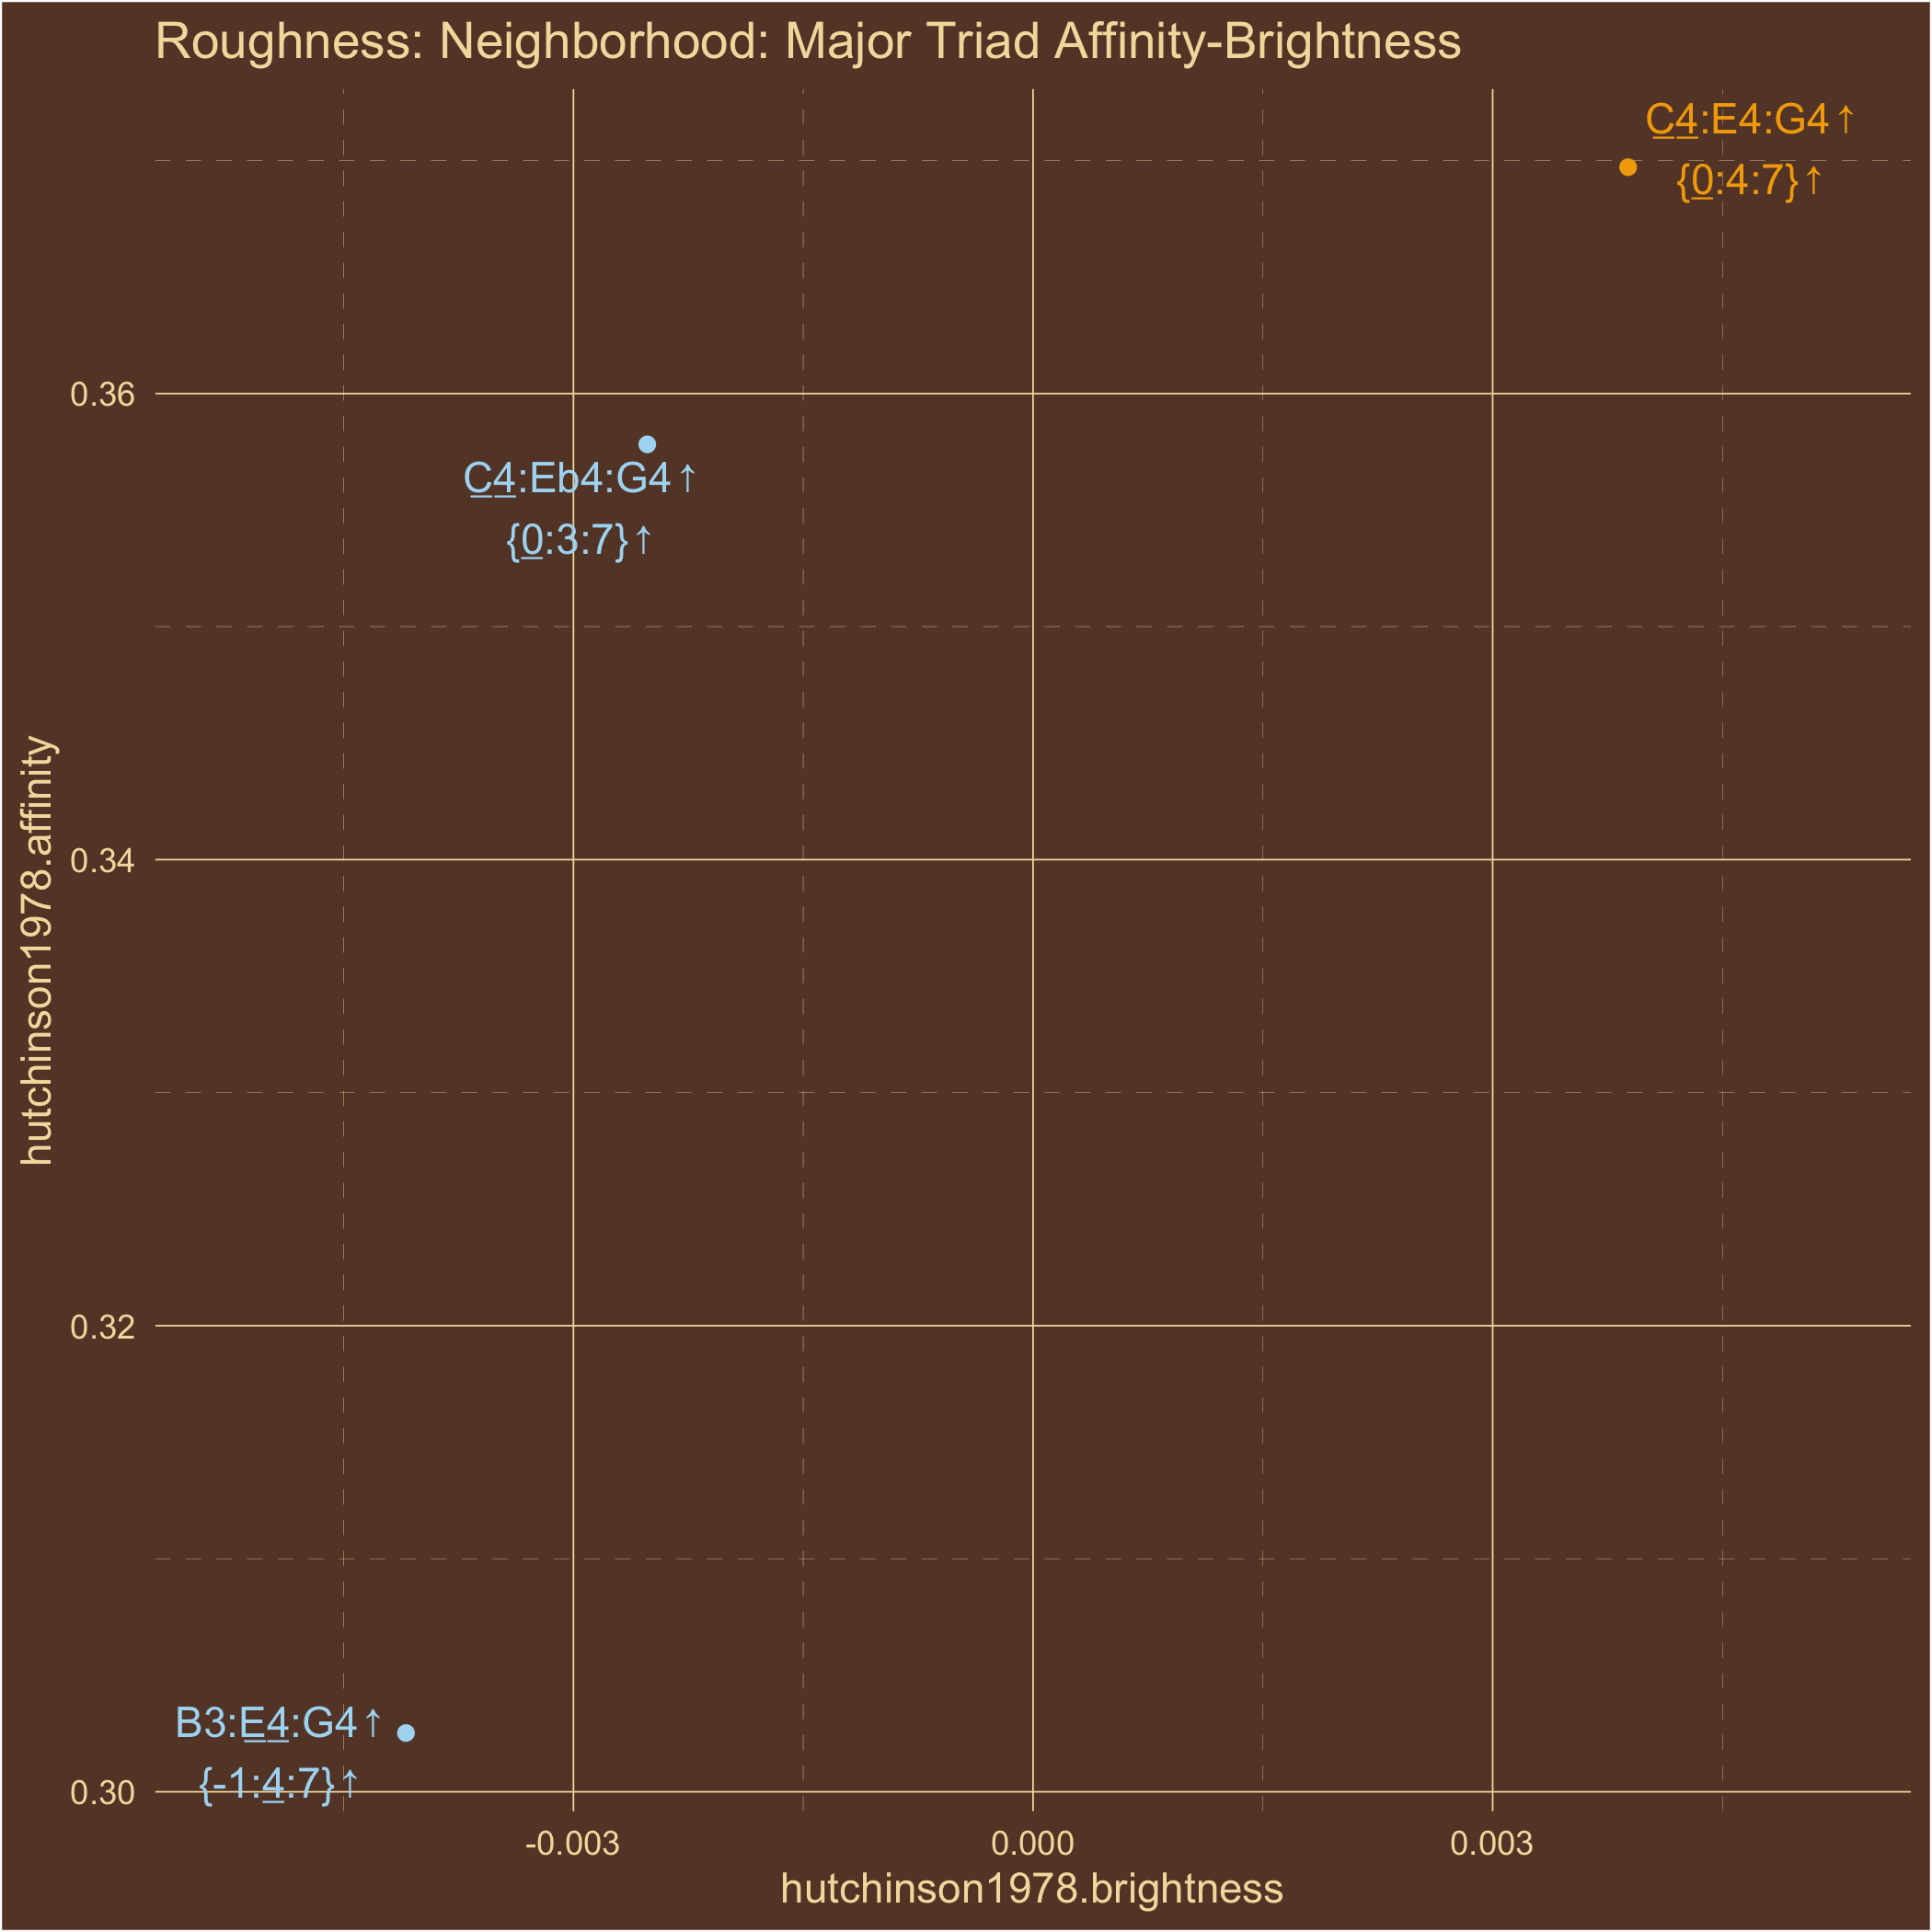 Roughness: Neighborhood: Major Triad Affinity-Brightness
C4:E4:G4↑
{0:4:7}↑
0.36
C4:Eb4:G4↑
{0:3:7}↑
hutchinson1978.affinity
0.34
0.32
B3:E4:G4↑
{-1:4:7}↑
0.30
-0.003
0.000
0.003
hutchinson1978.brightness